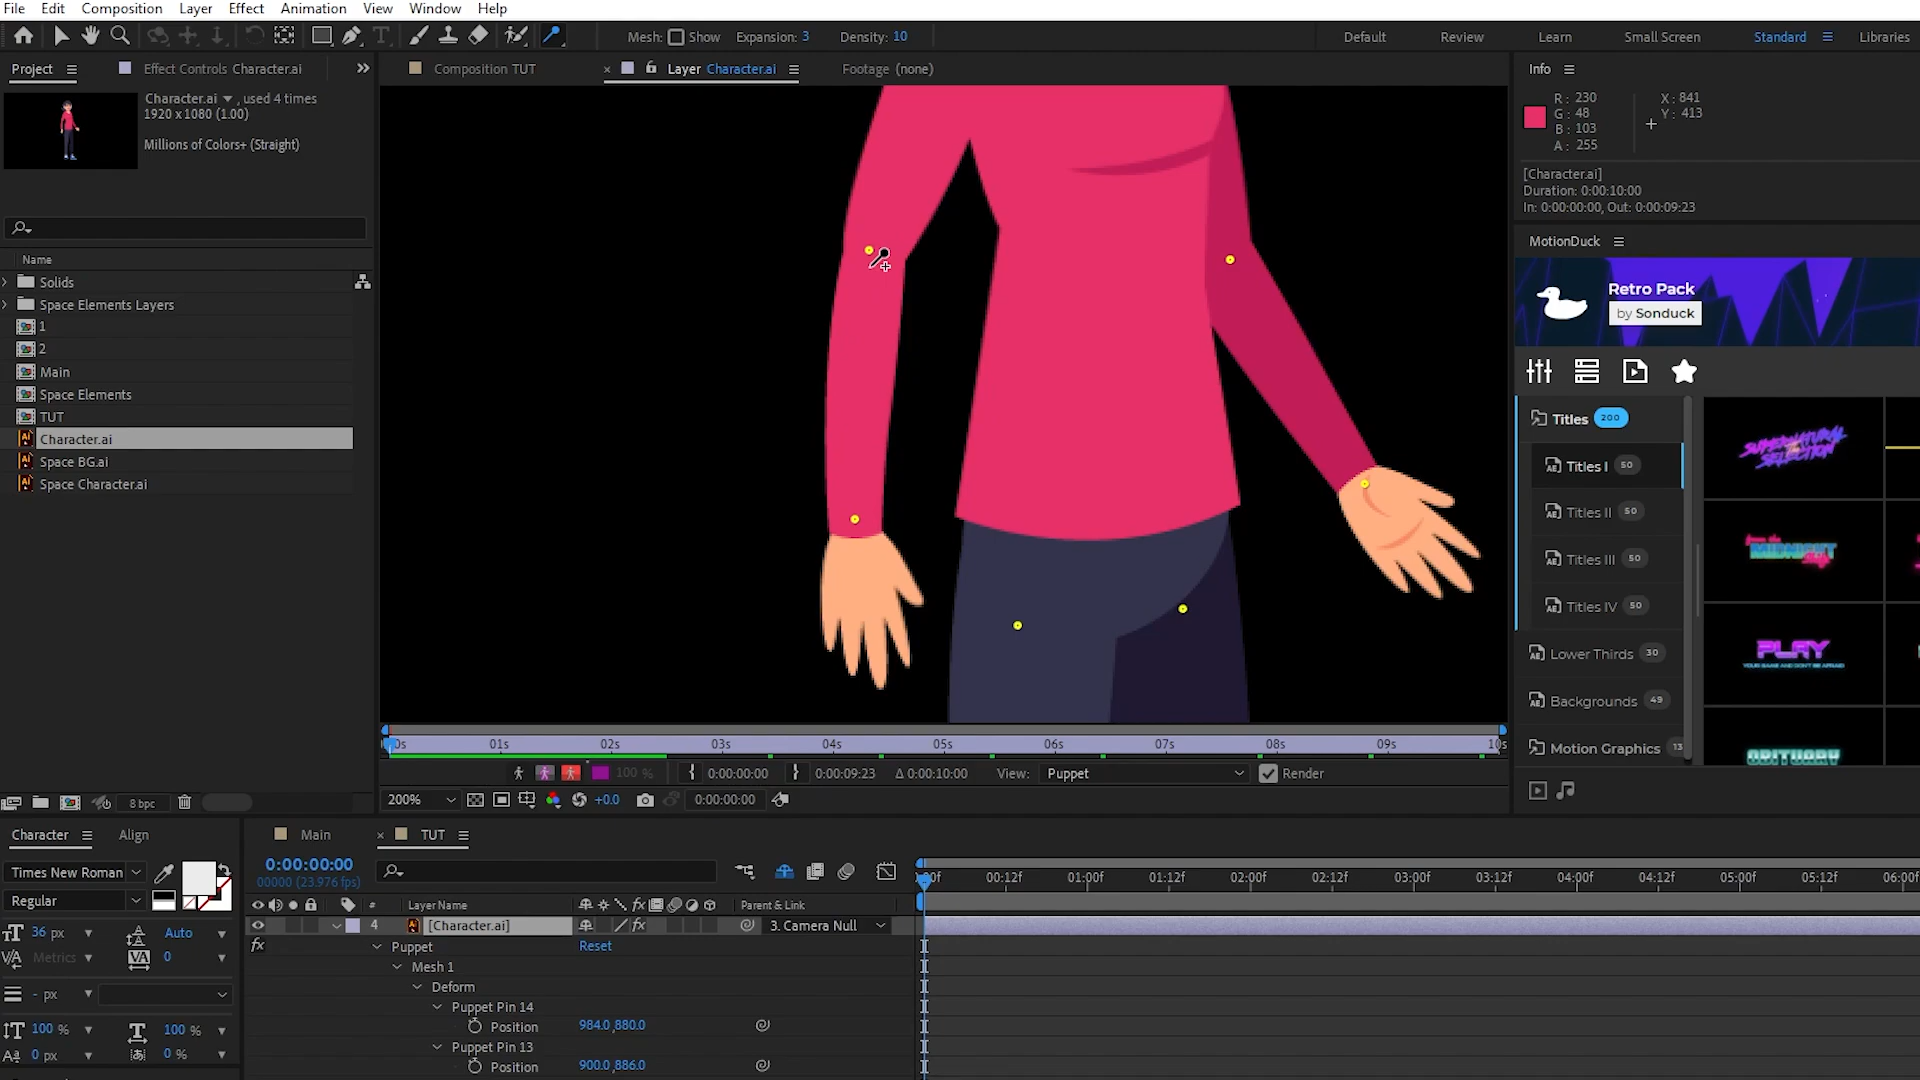 File Edit Composition Layer Effect Animation View Window Help
Mesh: Show Expansion: 3 Density: 10
Default Review Learn Small Screen Standard Libraries
Project Effect Controls Character.ai
Composition TUT
Layer Character.ai
Footage (none)
Info
Character.ai , used 4 times
1920 x 1080 (1.00)
Millions of Colors+ (Straight)
R: 230
G: 48
B: 103
A: 255
X: 841
Y: 413
[Character.ai]
Duration: 0:00:10:00
In: 0:00:00:00, Out: 0:00:09:23
MotionDuck
Retro Pack
by Sonduck
Name
Solids
Space Elements Layers
1
2
Main
Space Elements
TUT
Character.ai
Space BG.ai
Space Character.ai
Titles 200
Titles I 50
Titles II 50
Titles III 50
Titles IV 50
Lower Thirds 30
Backgrounds 49
Motion Graphics 13
SUPERNATURAL
SELECTION
MIDNIGHT
PLAY
OBITUARY
01s 02s 03s 04s 05s 06s 07s 08s 09s 10s
100 % 0:00:00:00 0:00:09:23 Δ 0:00:10:00 View: Puppet Render
200% +0.0 0:00:00:00
8 bpc
Character Align
Times New Roman
Regular
36 px Auto
Metrics 0
- px
100 % 100 %
0 px 0 %
Main TUT
0:00:00:00
00000 (23.976 fps)
00:12f 01:00f 01:12f 02:00f 02:12f 03:00f 03:12f 04:00f 04:12f 05:00f 05:12f 06:00f
# Layer Name Parent & Link
4 [Character.ai] 3. Camera Null
Puppet Reset
Mesh 1
Deform
Puppet Pin 14
Position 984.0,880.0
Puppet Pin 13
Position 900.0,886.0